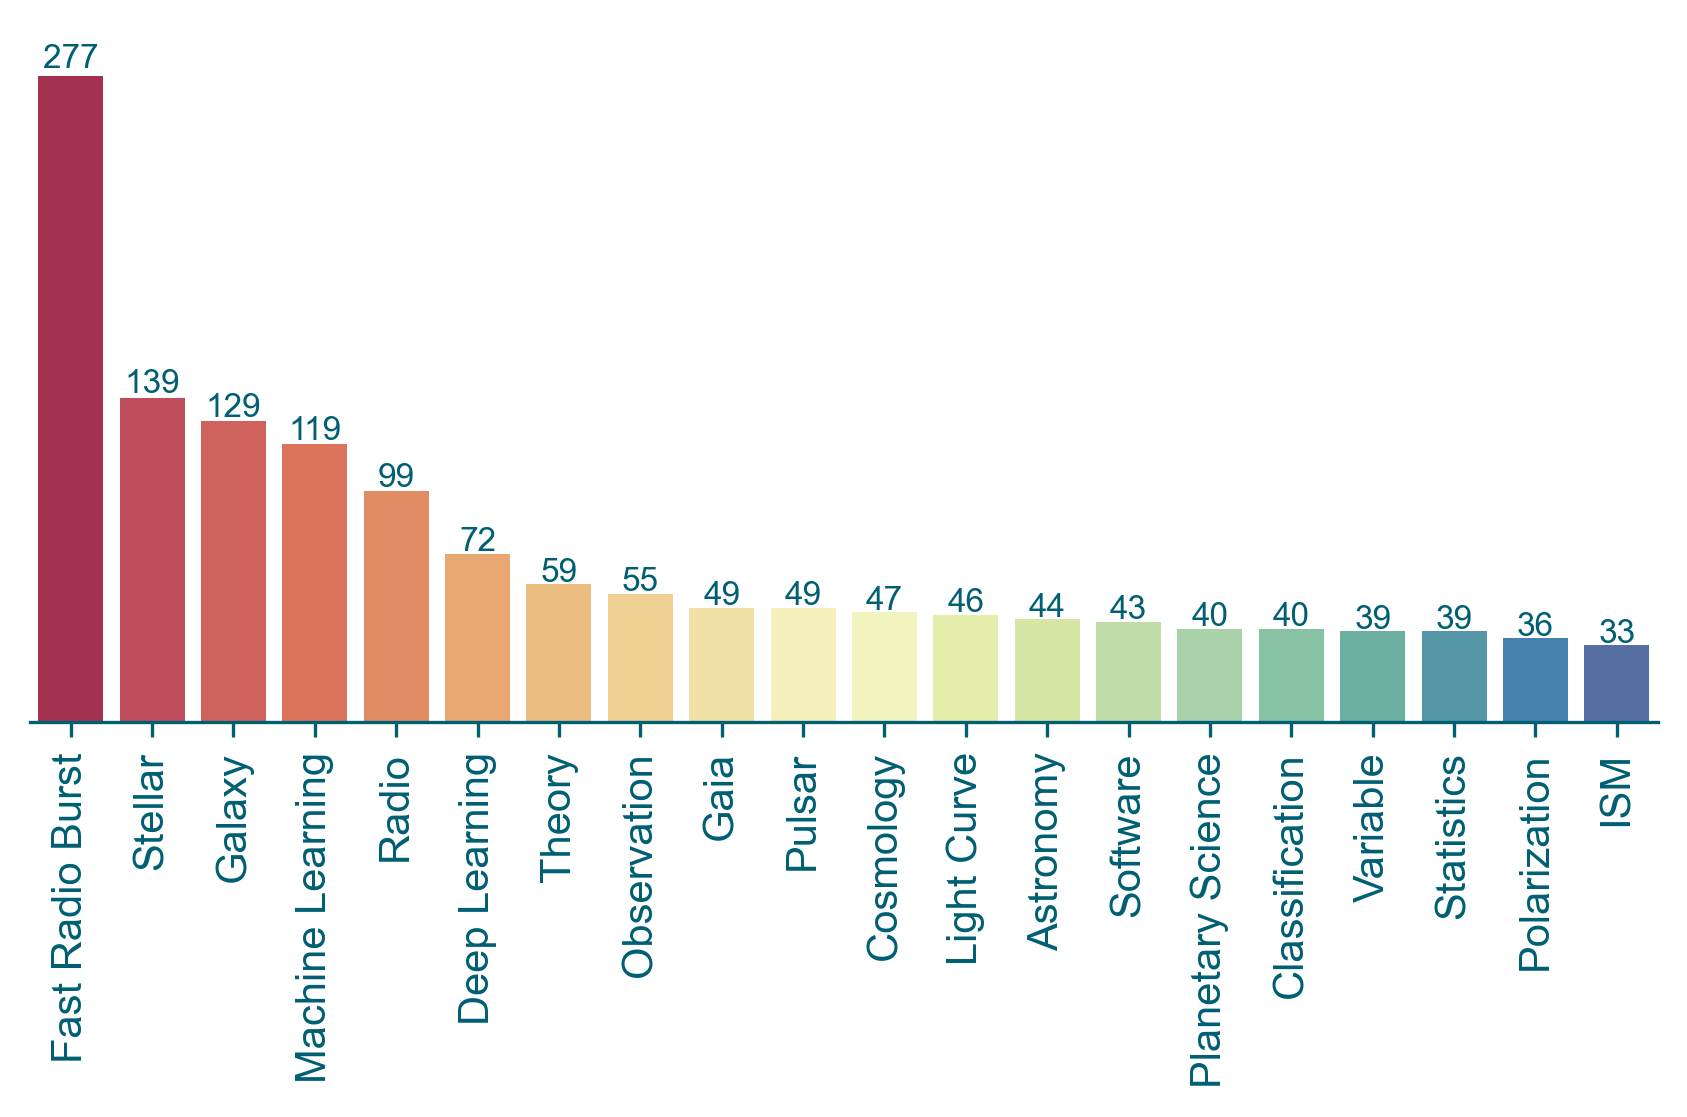 277
139
129
119
99
72
59
55
49
49
47
46
44
43
40
40
39
39
36
33
Fast Radio Burst
Stellar
Galaxy
Machine Learning
Radio
Deep Learning
Theory
Observation
Gaia
Pulsar
Cosmology
Light Curve
Astronomy
Software
Planetary Science
Classification
Variable
Statistics
Polarization
ISM